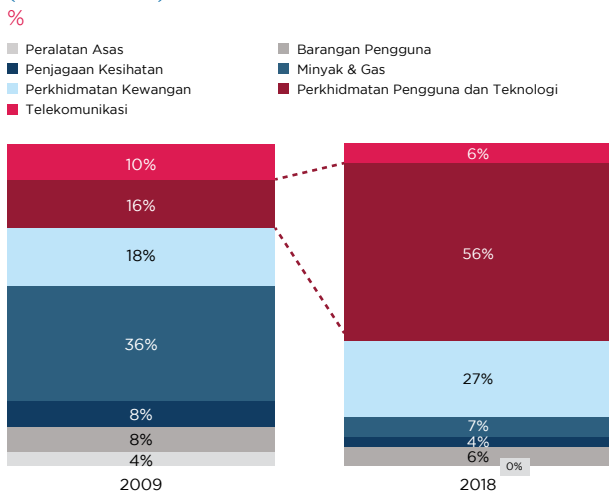 %
Peralatan Asas
Barangan Pengguna
Penjagaan Kesihatan
Minyak & Gas
Perkhidmatan Kewangan
Perkhidmatan Pengguna dan Teknologi
Telekomunikasi
10%
16%
18%
36%
8%
8%
4%
2009
6%
56%
27%
7%
4%
6%
0%
2018